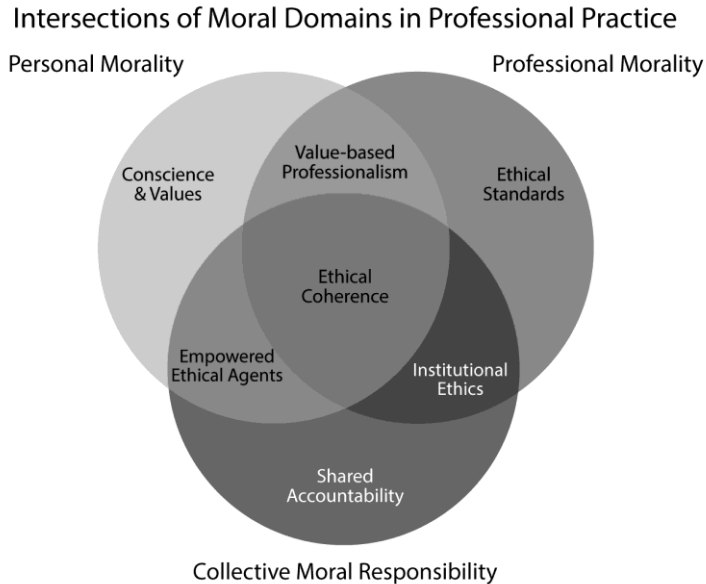 Intersections of Moral Domains in Professional Practice
Personal Morality
Professional Morality
Value-based
Professionalism
Conscience
& Values
Ethical
Standards
Ethical
Coherence
Empowered
Ethical Agents
Institutional
Ethics
Shared
Accountability
Collective Moral Responsibility